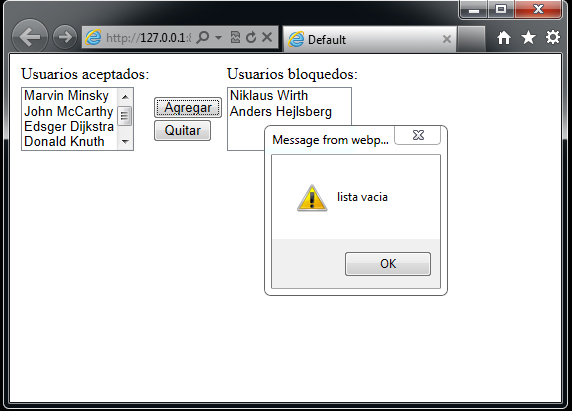 http://127.0.0.1:
Default
Usuarios aceptados:
Usuarios bloquedos:
Marvin Minsky
John McCarthy
Edsger Dijkstra
Donald Knuth
Agregar
Quitar
Niklaus Wirth
Anders Hejlsberg
Message from webp...
lista vacia
OK